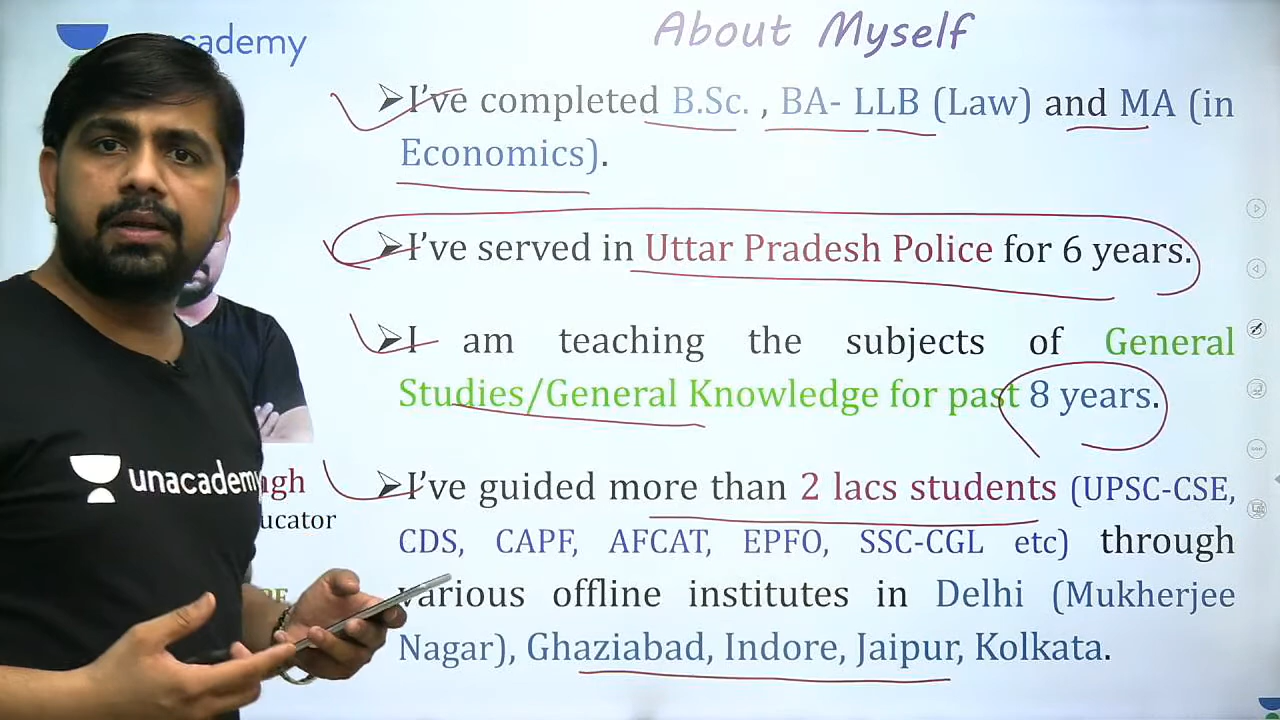 About Myself
➢I've completed B.Sc. , BA- LLB (Law) and MA (in
Economics).
➢I've served in Uttar Pradesh Police for 6 years.
➢I am teaching the subjects of General
Studies/General Knowledge for past 8 years.
➢I've guided more than 2 lacs students (UPSC-CSE,
CDS, CAPF, AFCAT, EPFO, SSC-CGL etc) through
various offline institutes in Delhi (Mukherjee
Nagar), Ghaziabad, Indore, Jaipur, Kolkata.
unacademy